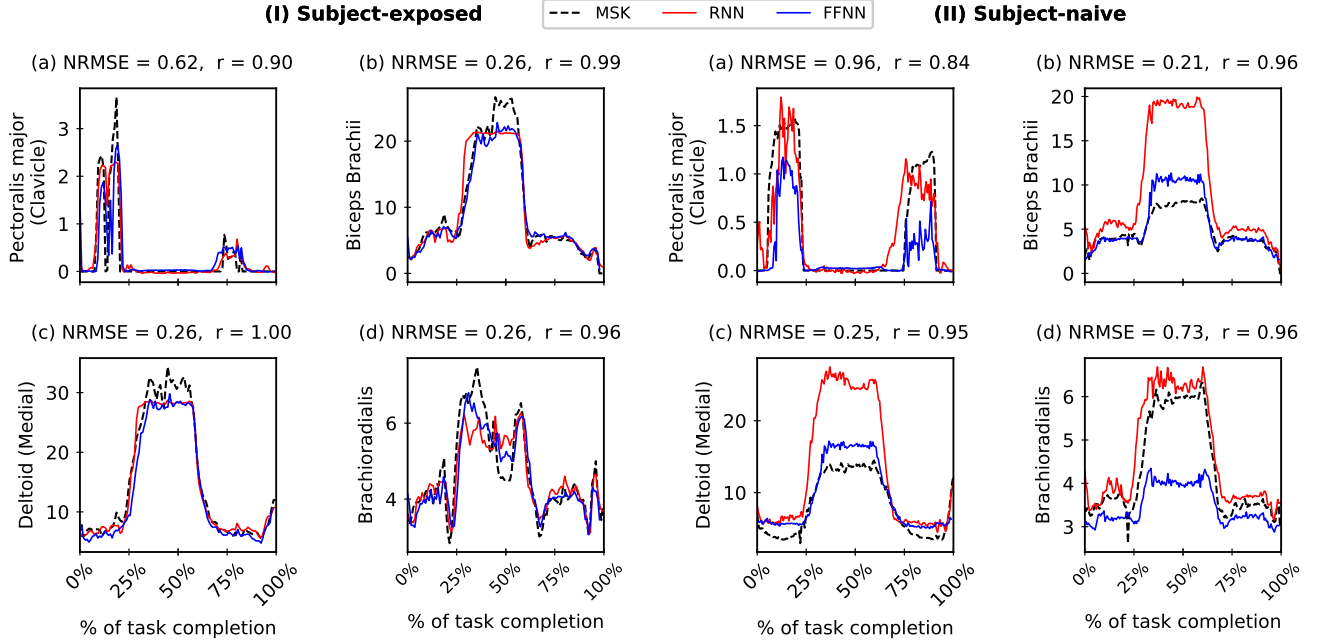 (I) Subject-exposed
MSK RNN FFNN
(II) Subject-naive
(a) NRMSE = 0.62, r = 0.90
Pectoralis major
(Clavicle)
3
2
1
0
(b) NRMSE = 0.26, r = 0.99
Biceps Brachii
20
10
0
(a) NRMSE = 0.96, r = 0.84
Pectoralis major
(Clavicle)
1.5
1.0
0.5
0.0
(b) NRMSE = 0.21, r = 0.96
Biceps Brachii
20
15
10
5
0
(c) NRMSE = 0.26, r = 1.00
Deltoid (Medial)
30
20
10
0% 25% 50% 75% 100%
% of task completion
(d) NRMSE = 0.26, r = 0.96
Brachioradialis
6
4
0% 25% 50% 75% 100%
% of task completion
(c) NRMSE = 0.25, r = 0.95
Deltoid (Medial)
20
10
0% 25% 50% 75% 100%
% of task completion
(d) NRMSE = 0.73, r = 0.96
Brachioradialis
6
5
4
3
0% 25% 50% 75% 100%
% of task completion